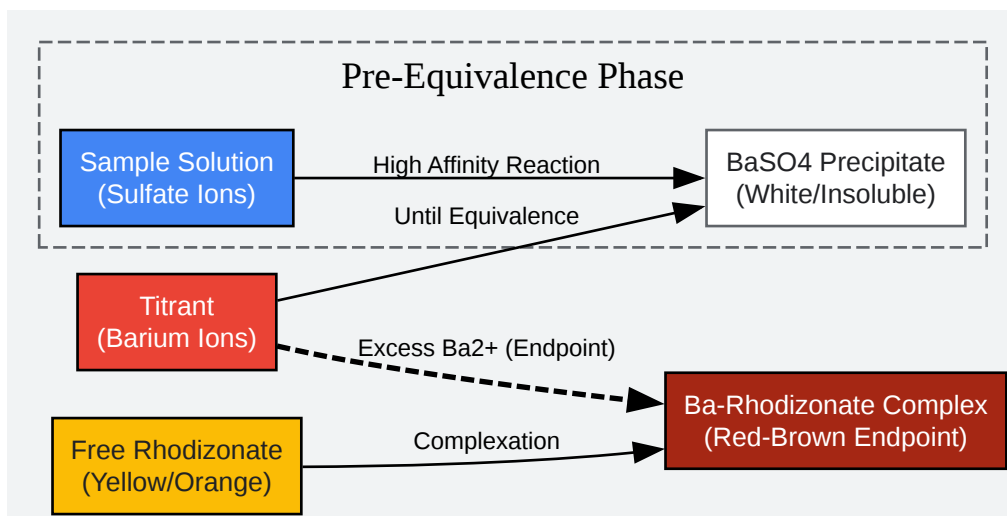 Pre-Equivalence Phase
Sample Solution
(Sulfate Ions)
High Affinity Reaction
BaSO4 Precipitate
(White/Insoluble)
Until Equivalence
Titrant
(Barium Ions)
Excess Ba2+ (Endpoint)
Ba-Rhodizonate Complex
(Red-Brown Endpoint)
Free Rhodizonate
(Yellow/Orange)
Complexation